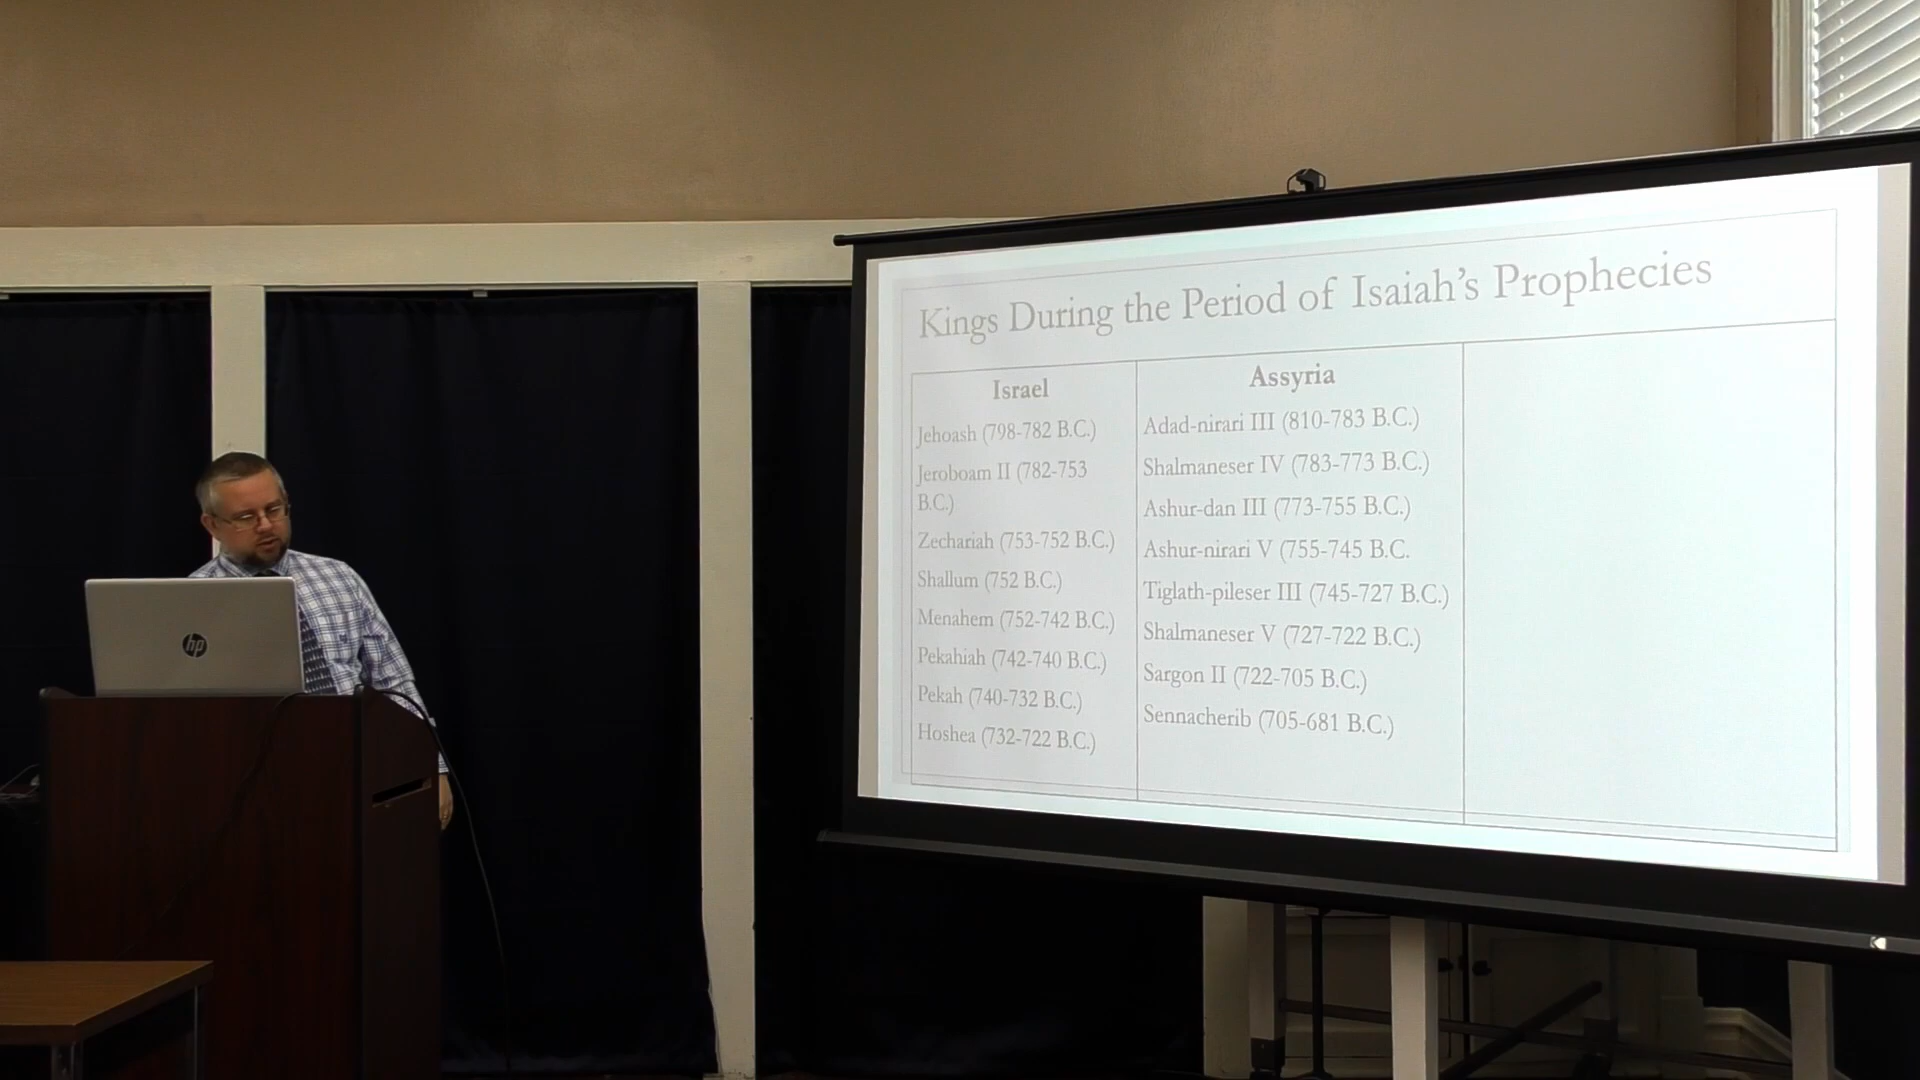 Kings During the Period of Isaiah's Prophecies
Israel
Jehoash (798-782 B.C.)
Jeroboam II (782-753
B.C.)
Zechariah (753-752 B.C.)
Shallum (752 B.C.)
Menahem (752-742 B.C.)
Pekahiah (742-740 B.C.)
Pekah (740-732 B.C.)
Hoshea (732-722 B.C.)
Assyria
Adad-nirari III (810-783 B.C.)
Shalmaneser IV (783-773 B.C.)
Ashur-dan III (773-755 B.C.)
Ashur-nirari V (755-745 B.C.
Tiglath-pileser III (745-727 B.C.)
Shalmaneser V (727-722 B.C.)
Sargon II (722-705 B.C.)
Sennacherib (705-681 B.C.)
hp